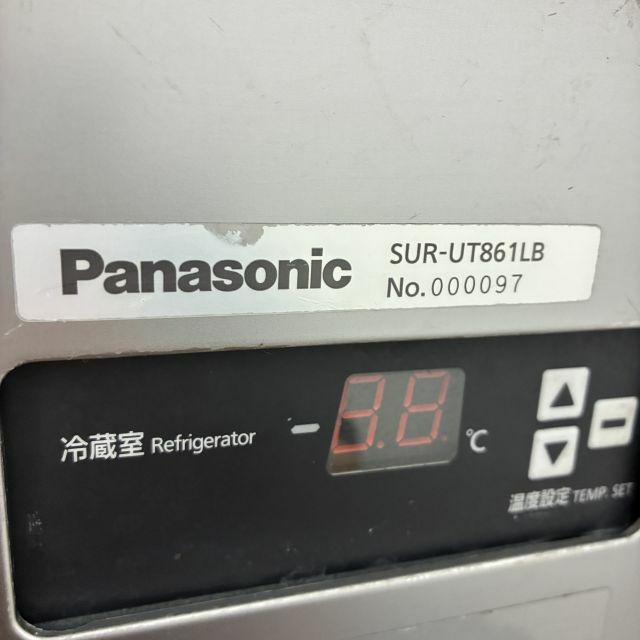 Panasonic
SUR-UT861LB
No. 000097
冷蔵室 Refrigerator
℃
温度設定 TEMP. SET